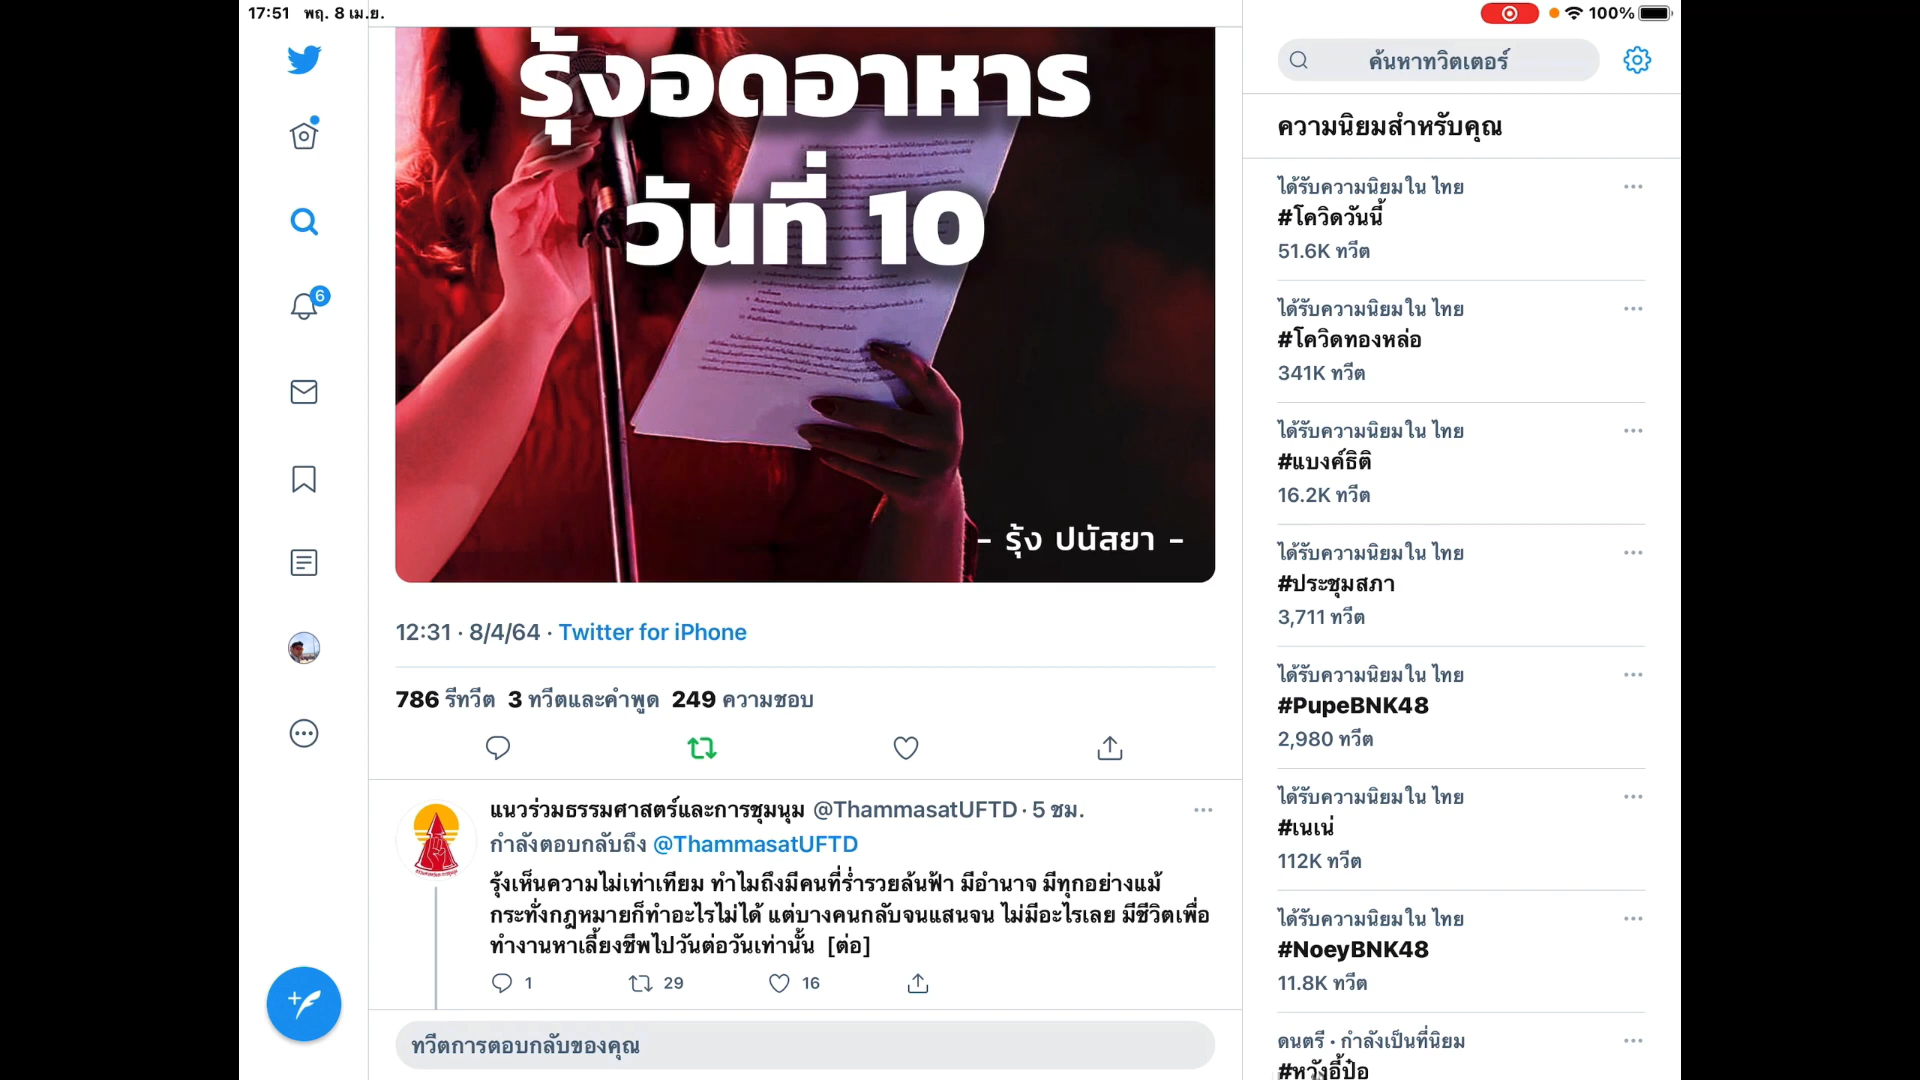 17:51 พฤ. 8 เม.ย.
100%
รุ้งอดอาหาร
วันที่ 10
- รุ้ง ปนัสยา -
12:31 · 8/4/64 · Twitter for iPhone
786 รีทวีต 3 ทวีตและคำพูด 249 ความชอบ
แนวร่วมธรรมศาสตร์และการชุมนุม @ThammasatUFTD · 5 ชม.
กำลังตอบกลับถึง @ThammasatUFTD
รุ้งเห็นความไม่เท่าเทียม ทำไมถึงมีคนที่ร่ำรวยล้นฟ้า มีอำนาจ มีทุกอย่างแม้
กระทั่งกฎหมายก็ทำอะไรไม่ได้ แต่บางคนกลับจนแสนจน ไม่มีอะไรเลย มีชีวิตเพื่อ
ทำงานหาเลี้ยงชีพไปวันต่อวันเท่านั้น [ต่อ]
1 29 16
ทวีตการตอบกลับของคุณ
6
ค้นหาทวิตเตอร์
ความนิยมสำหรับคุณ
ได้รับความนิยมใน ไทย
#โควิดวันนี้
51.6K ทวีต
ได้รับความนิยมใน ไทย
#โควิดทองหล่อ
341K ทวีต
ได้รับความนิยมใน ไทย
#แบงค์ธิติ
16.2K ทวีต
ได้รับความนิยมใน ไทย
#ประชุมสภา
3,711 ทวีต
ได้รับความนิยมใน ไทย
#PupeBNK48
2,980 ทวีต
ได้รับความนิยมใน ไทย
#เนเน่
112K ทวีต
ได้รับความนิยมใน ไทย
#NoeyBNK48
11.8K ทวีต
ดนตรี · กำลังเป็นที่นิยม
#หวังอี้ป๋อ